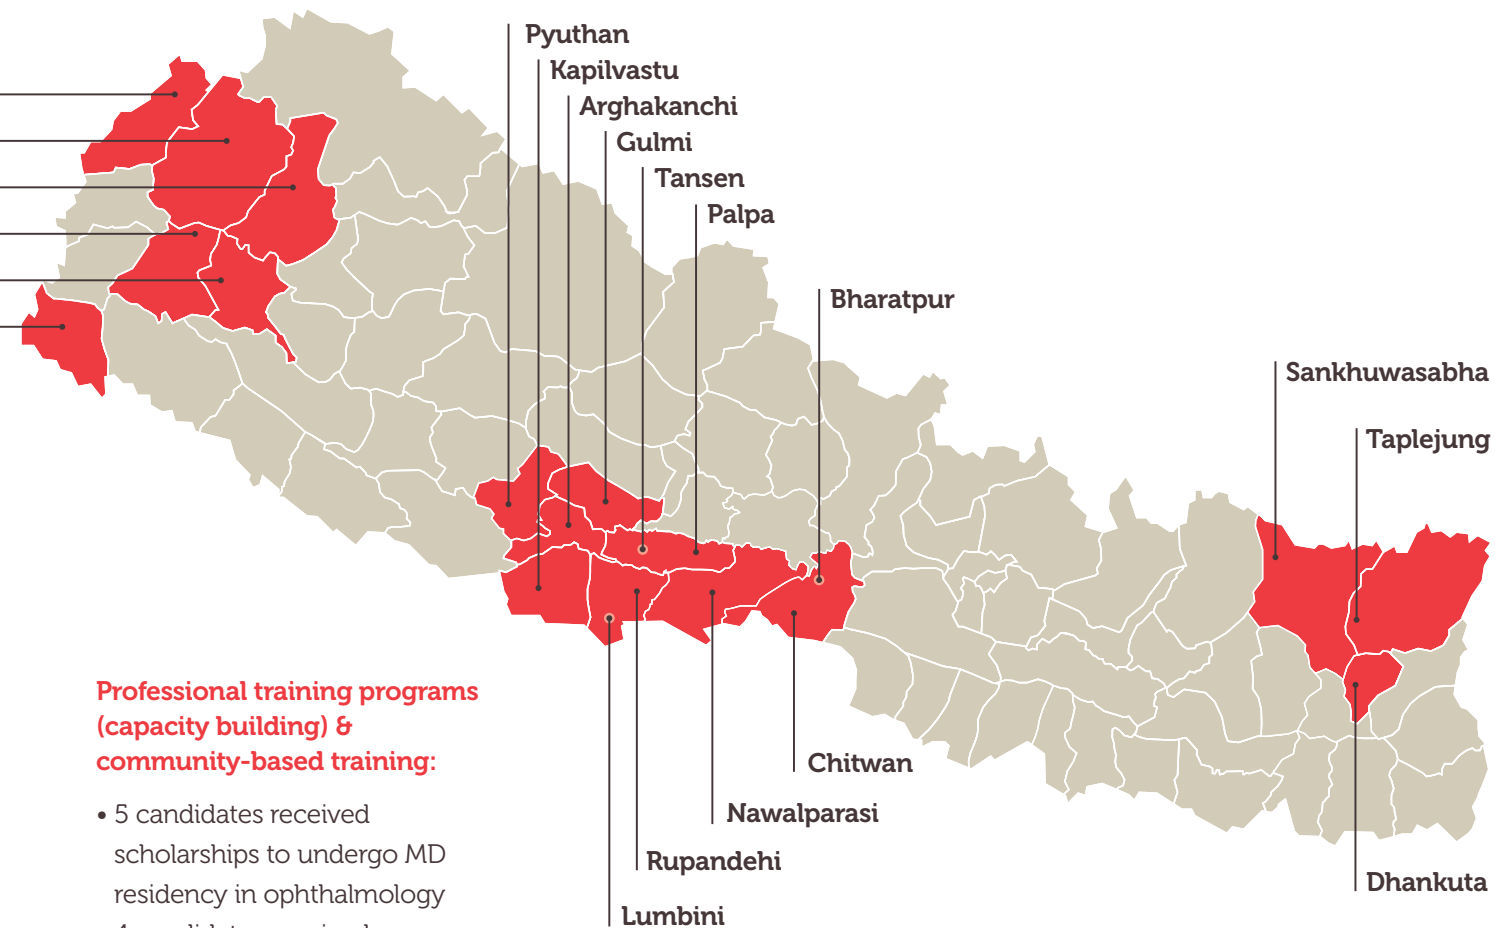 Pyuthan
Kapilvastu
Arghakanchi
Gulmi
Tansen
Palpa
Bharatpur
Sankhuwasabha
Taplejung
Chitwan
Nawalparasi
Rupandehi
Lumbini
Dhankuta
Professional training programs
(capacity building) &
community-based training:
• 5 candidates received
scholarships to undergo MD
residency in ophthalmology